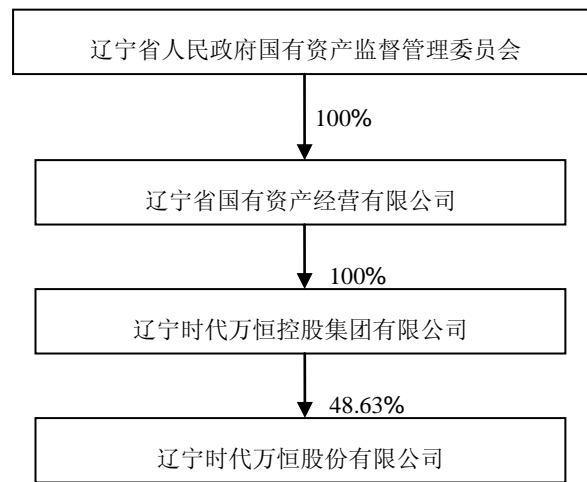 辽宁省人民政府国有资产监督管理委员会
100%
辽宁省国有资产经营有限公司
100%
辽宁时代万恒控股集团有限公司
48.63%
辽宁时代万恒股份有限公司